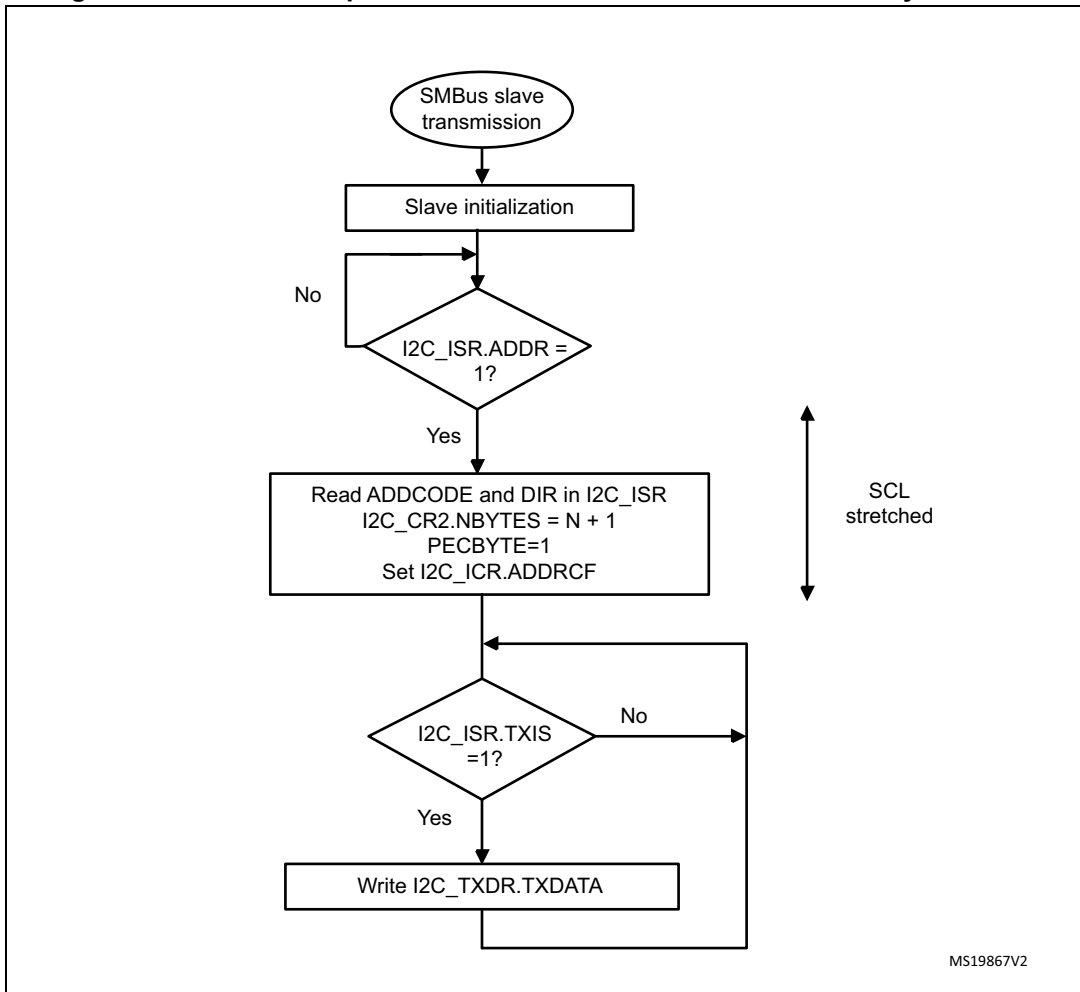 SMBus slave
transmission
Slave initialization
No
I2C_ISR.ADDR =
1?
Yes
Read ADDCODE and DIR in I2C_ISR
I2C_CR2.NBYTES = N + 1
PECBYTE=1
Set I2C_ICR.ADDRCF
SCL
stretched
I2C_ISR.TXIS
=1?
No
Yes
Write I2C_TXDR.TXDATA
MS19867V2